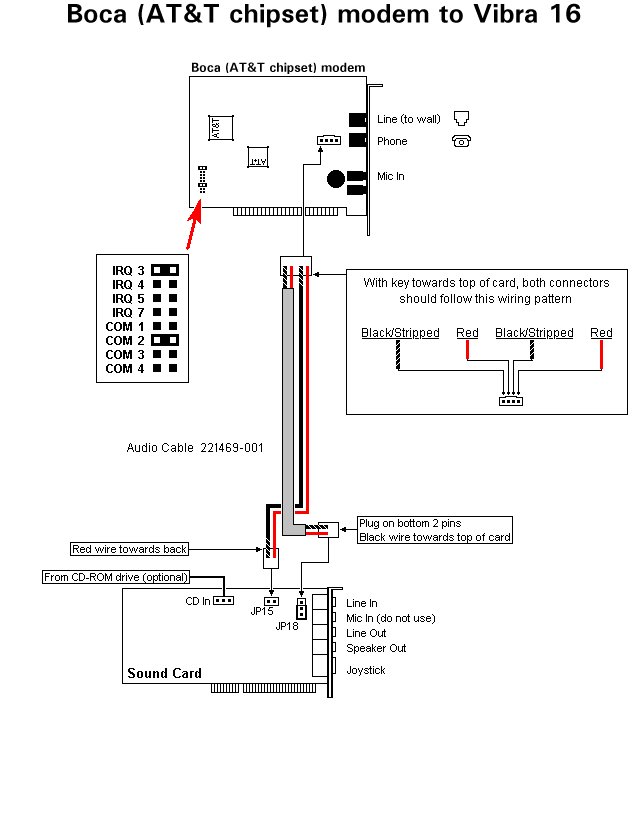 Boca (AT&T chipset) modem to Vibra 16
Boca (AT&T chipset) modem
Line (to wall)
AT&T
Phone
AT&T
Mic In
IRQ 3
IRQ 4
IRQ 5
IRQ 7
COM 1
COM 2
COM 3
COM 4
With key towards top of card, both connectors
should follow this wiring pattern
Black/Stripped Red Black/Stripped Red
Audio Cable 221469-001
Plug on bottom 2 pins
Black wire towards top of card
Red wire towards back
From CD-ROM drive (optional)
CD In
JP15
JP18
Line In
Mic In (do not use)
Line Out
Speaker Out
Joystick
Sound Card